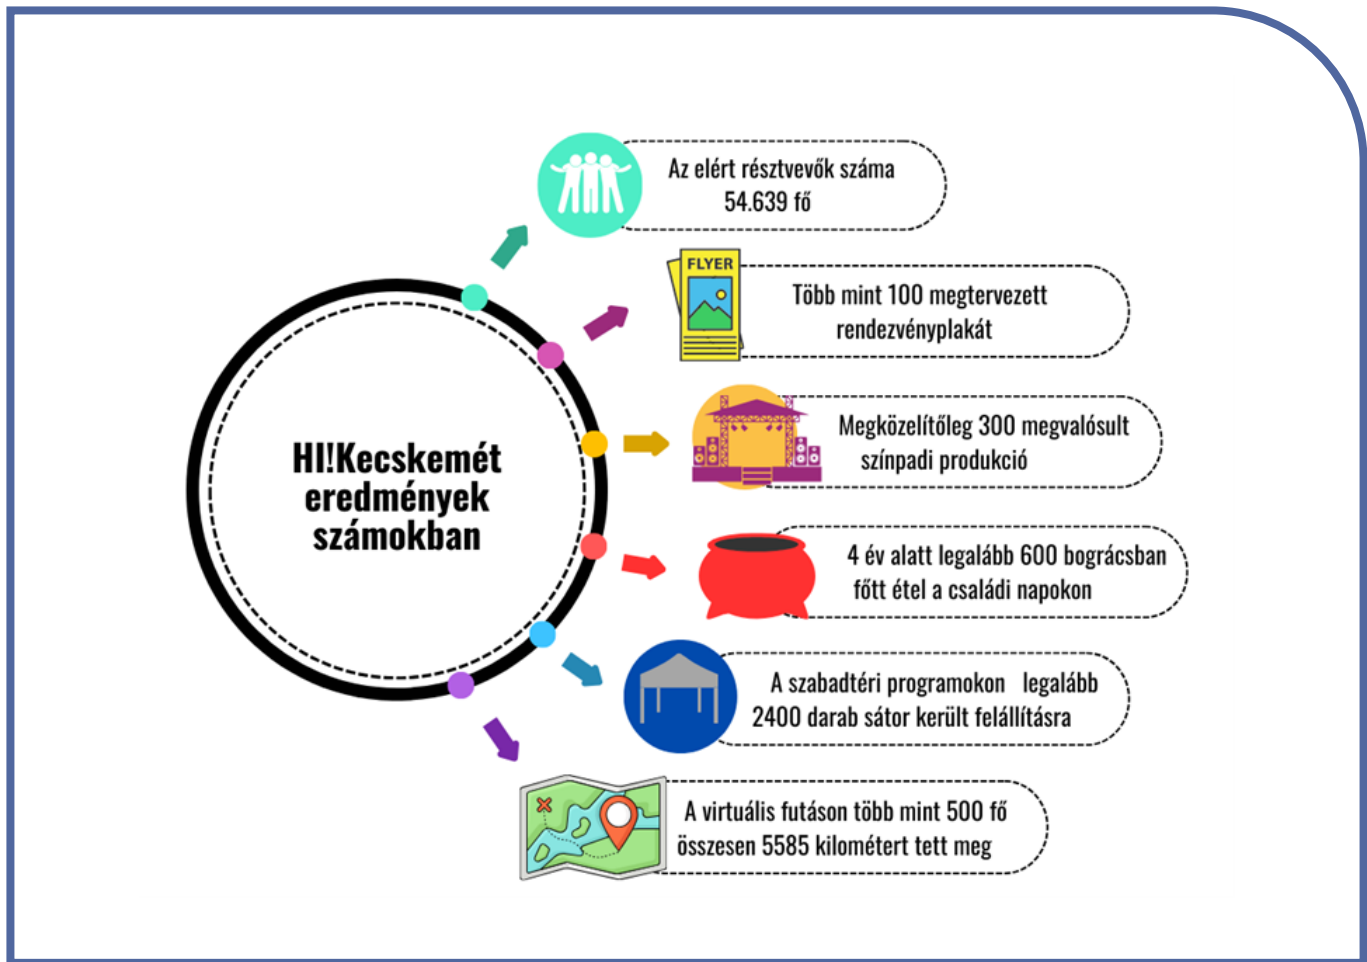 Az elért résztvevők száma
54.639 fő
FLYER
Több mint 100 megtervezett
rendezvényplakát
Megközelítőleg 300 megvalósult
színpadi produkció
HI!Kecskemét
eredmények
számokban
4 év alatt legalább 600 bográcsban
főtt étel a családi napokon
A szabadtéri programokon legalább
2400 darab sátor került felállításra
A virtuális futáson több mint 500 fő
összesen 5585 kilométert tett meg